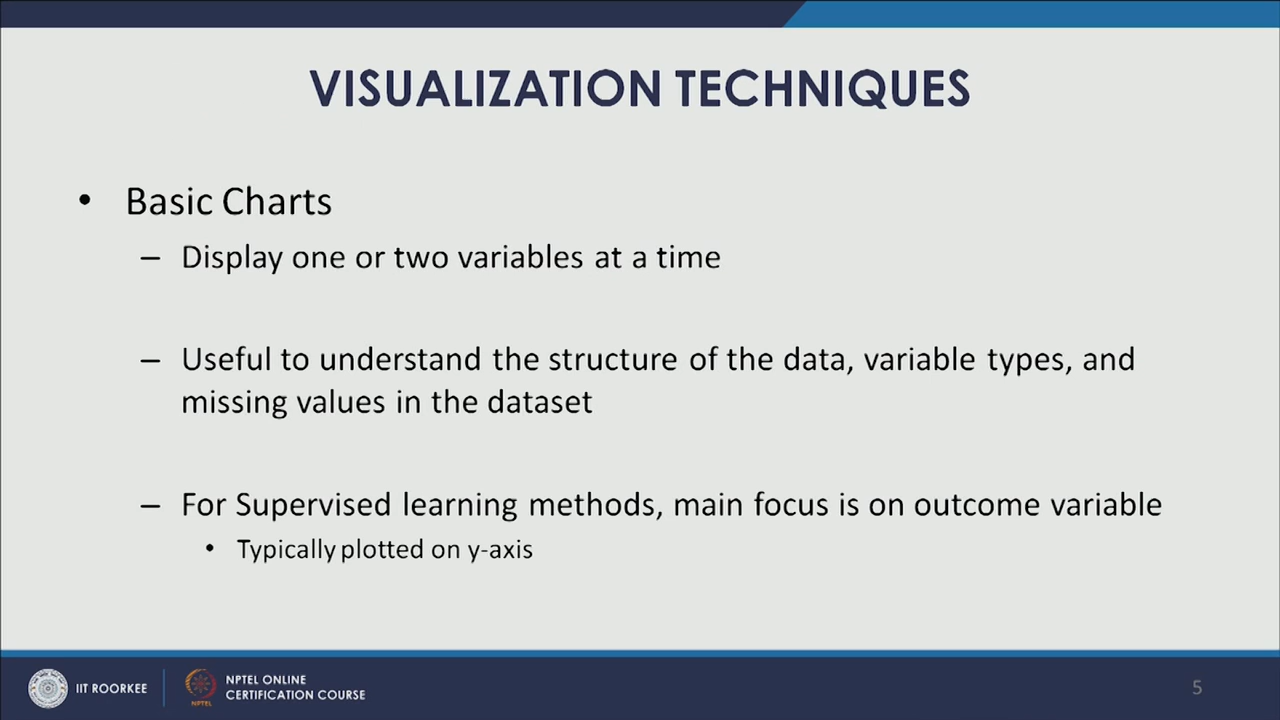 VISUALIZATION TECHNIQUES
• Basic Charts
– Display one or two variables at a time
– Useful to understand the structure of the data, variable types, and
missing values in the dataset
– For Supervised learning methods, main focus is on outcome variable
• Typically plotted on y-axis
IIT ROORKEE
NPTEL
NPTEL ONLINE
CERTIFICATION COURSE
5